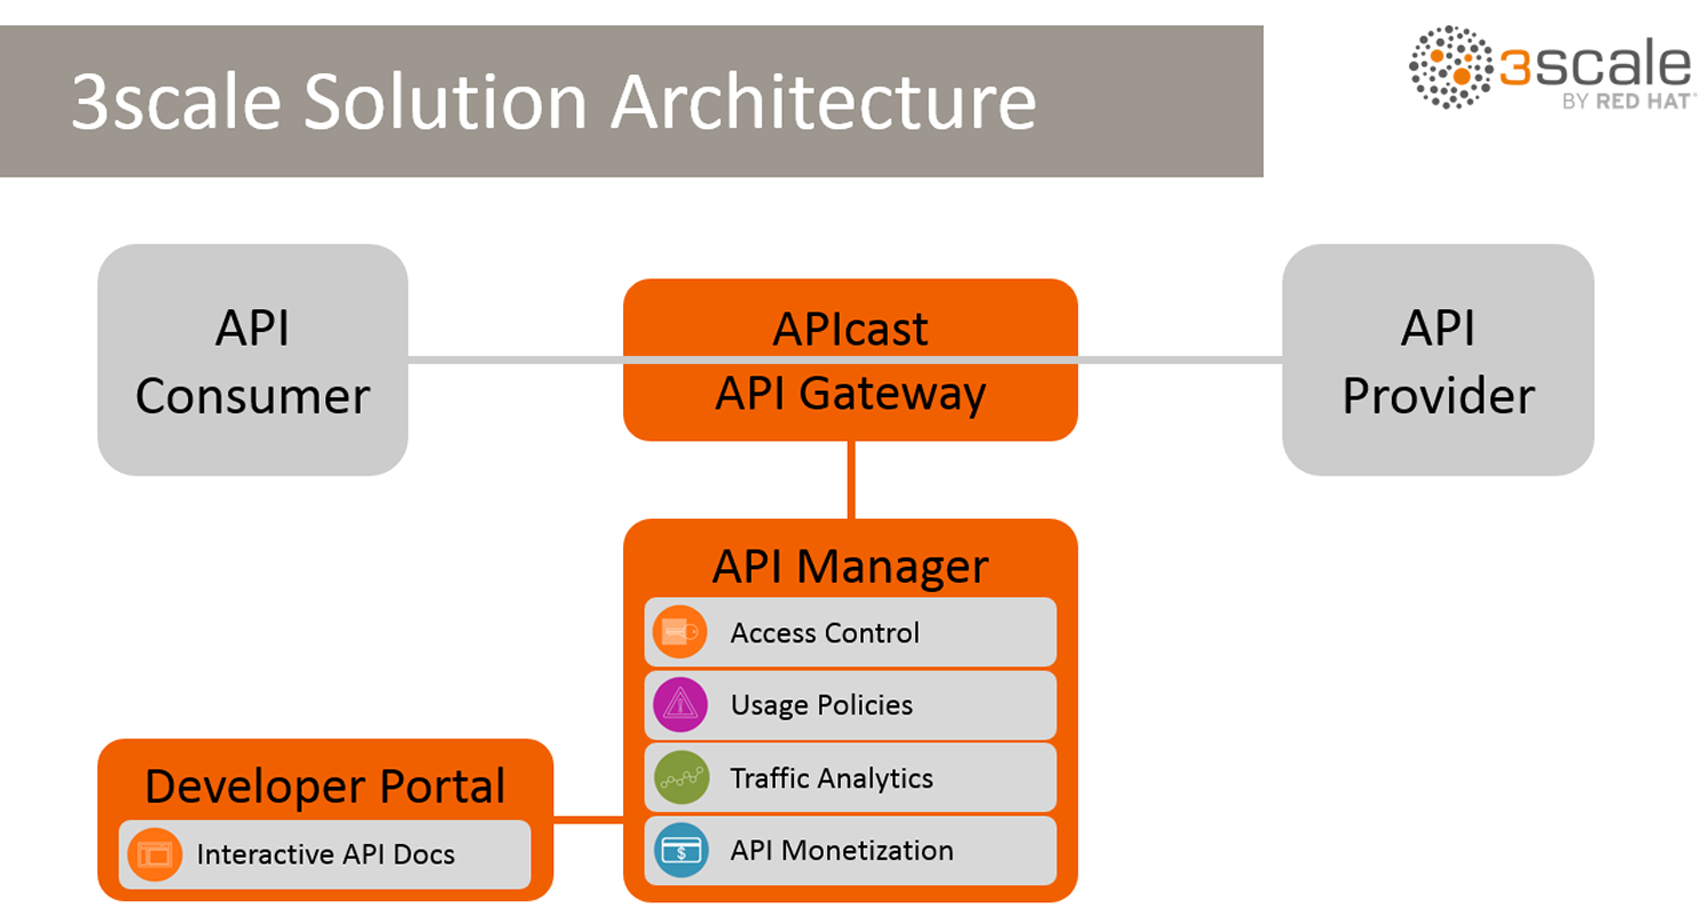 3scale Solution Architecture
3scale
BY RED HAT
API
Consumer
APIcast
API Gateway
API
Provider
API Manager
Access Control
Usage Policies
Traffic Analytics
$
API Monetization
Developer Portal
Interactive API Docs